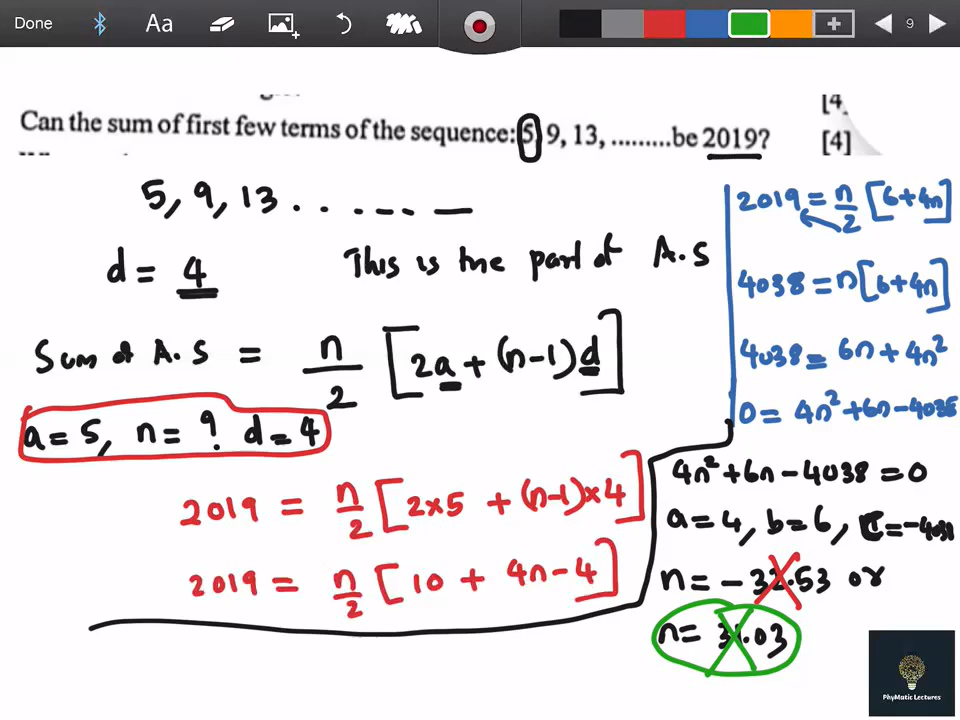 Done Aa 9
[4
Can the sum of first few terms of the sequence: 5, 9, 13, .........be 2019? [4]
5, 9, 13 . . . . . .
d = 4 This is the part of A.S
Sum of A.S = n/2 [2a + (n-1) d]
a = 5, n = ? d = 4
2019 = n/2 [2×5 + (n-1)×4]
2019 = n/2 [10 + 4n-4]
2019 = n/2 [6+4n]
4038 = n[6+4n]
4038 = 6n + 4n²
0 = 4n² + 6n - 4038
4n² + 6n - 4038 = 0
a = 4, b = 6, c = -4038
n = - 32.53 or
n = 31.03
PhyMatic Lectures